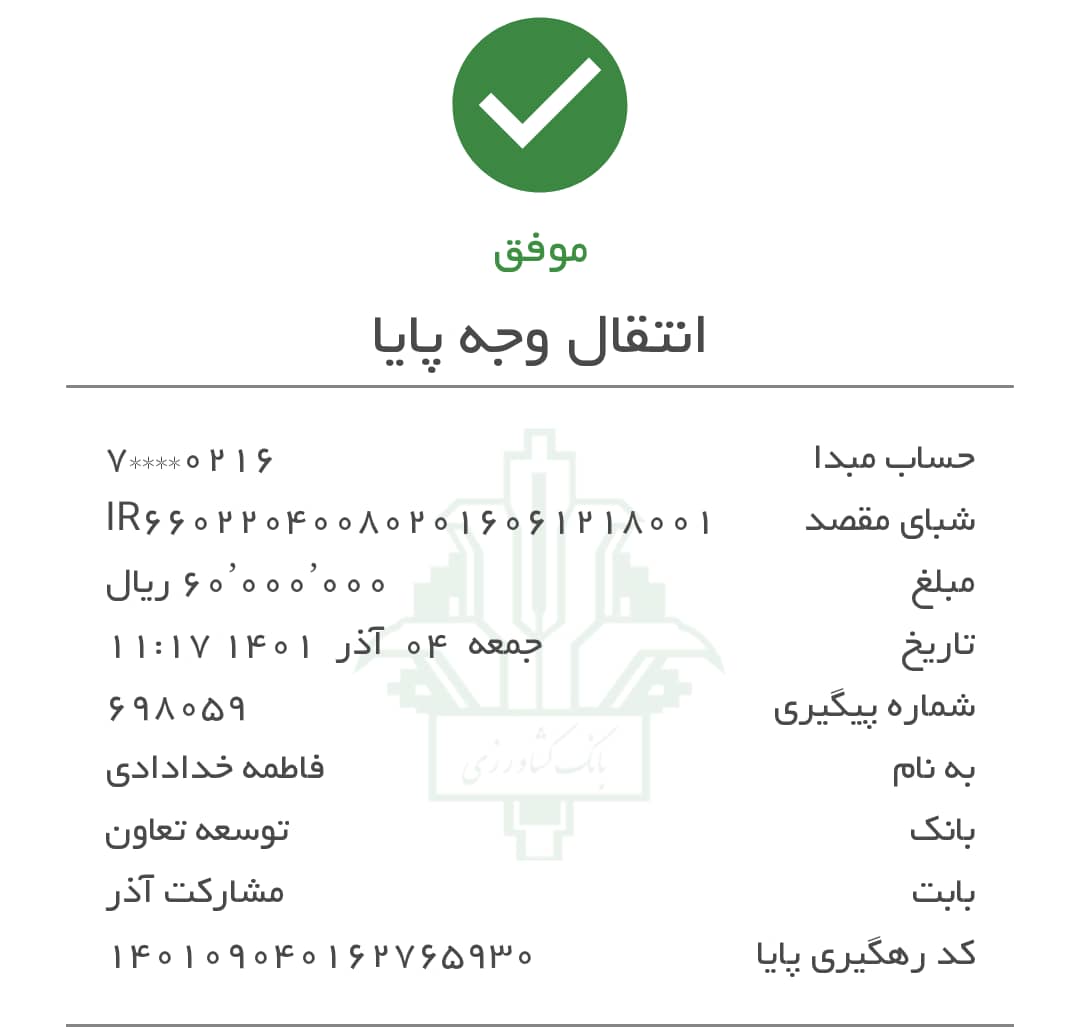 موفق
انتقال وجه پایا
حساب مبدا ۷****۰۲۱۶
شبای مقصد IR۶۶۰۲۲۰۴۰۰۸۰۲۰۱۶۰۶۱۲۱۸۰۰۱
مبلغ ۶۰٬۰۰۰٬۰۰۰ ریال
تاریخ جمعه ۰۴ آذر ۱۴۰۱ ۱۱:۱۷
شماره پیگیری ۶۹۸۰۵۹
به نام فاطمه خدادادی
بانک توسعه تعاون
بابت مشارکت آذر
کد رهگیری پایا ۱۴۰۱۰۹۰۴۰۱۶۲۷۶۵۹۳۰
بانک کشاورزی